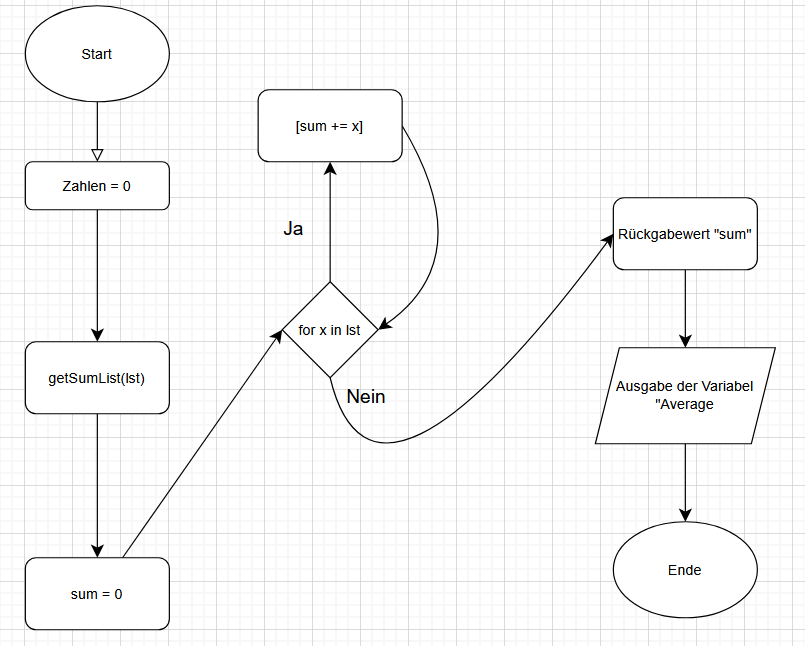 Start
Zahlen = 0
getSumList(lst)
sum = 0
[sum += x]
Ja
for x in lst
Nein
Rückgabewert "sum"
Ausgabe der Variabel
"Average
Ende